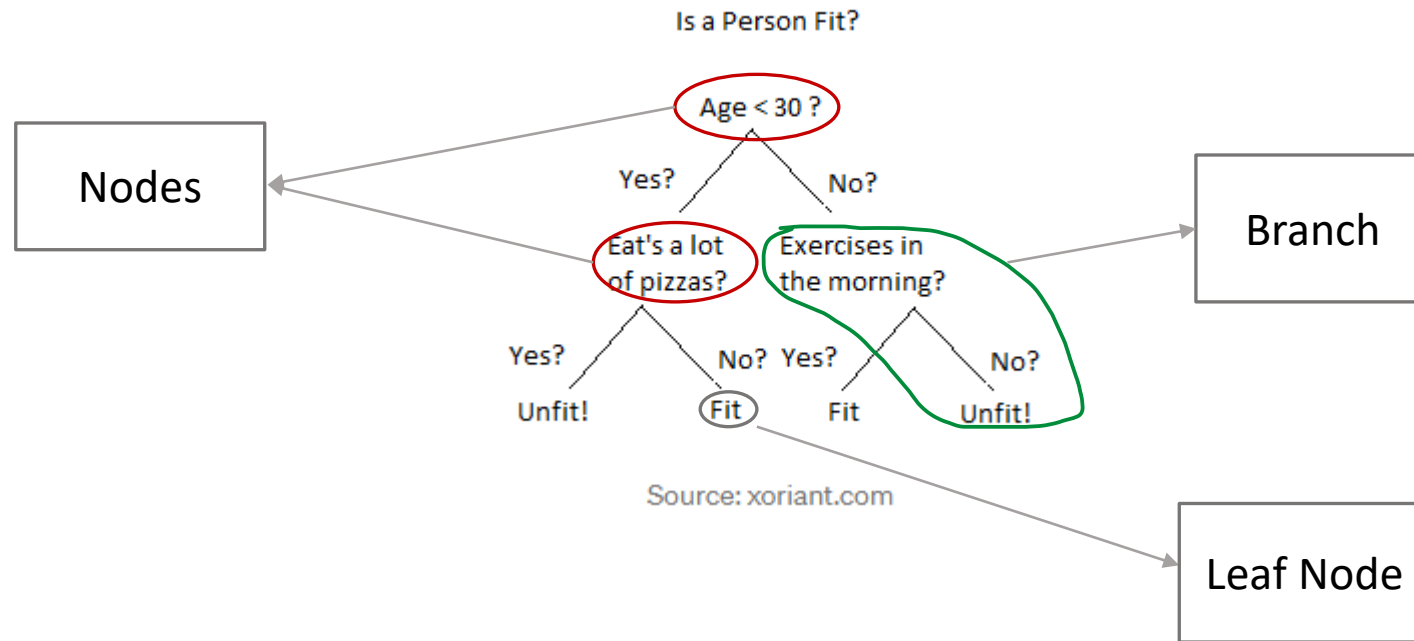 Is a Person Fit?
Age < 30 ?
Nodes
Yes?
No?
Eat's a lot
of pizzas?
Exercises in
the morning?
Branch
Yes?
No?
Yes?
No?
Unfit!
Fit
Fit
Unfit!
Source: xoriant.com
Leaf Node